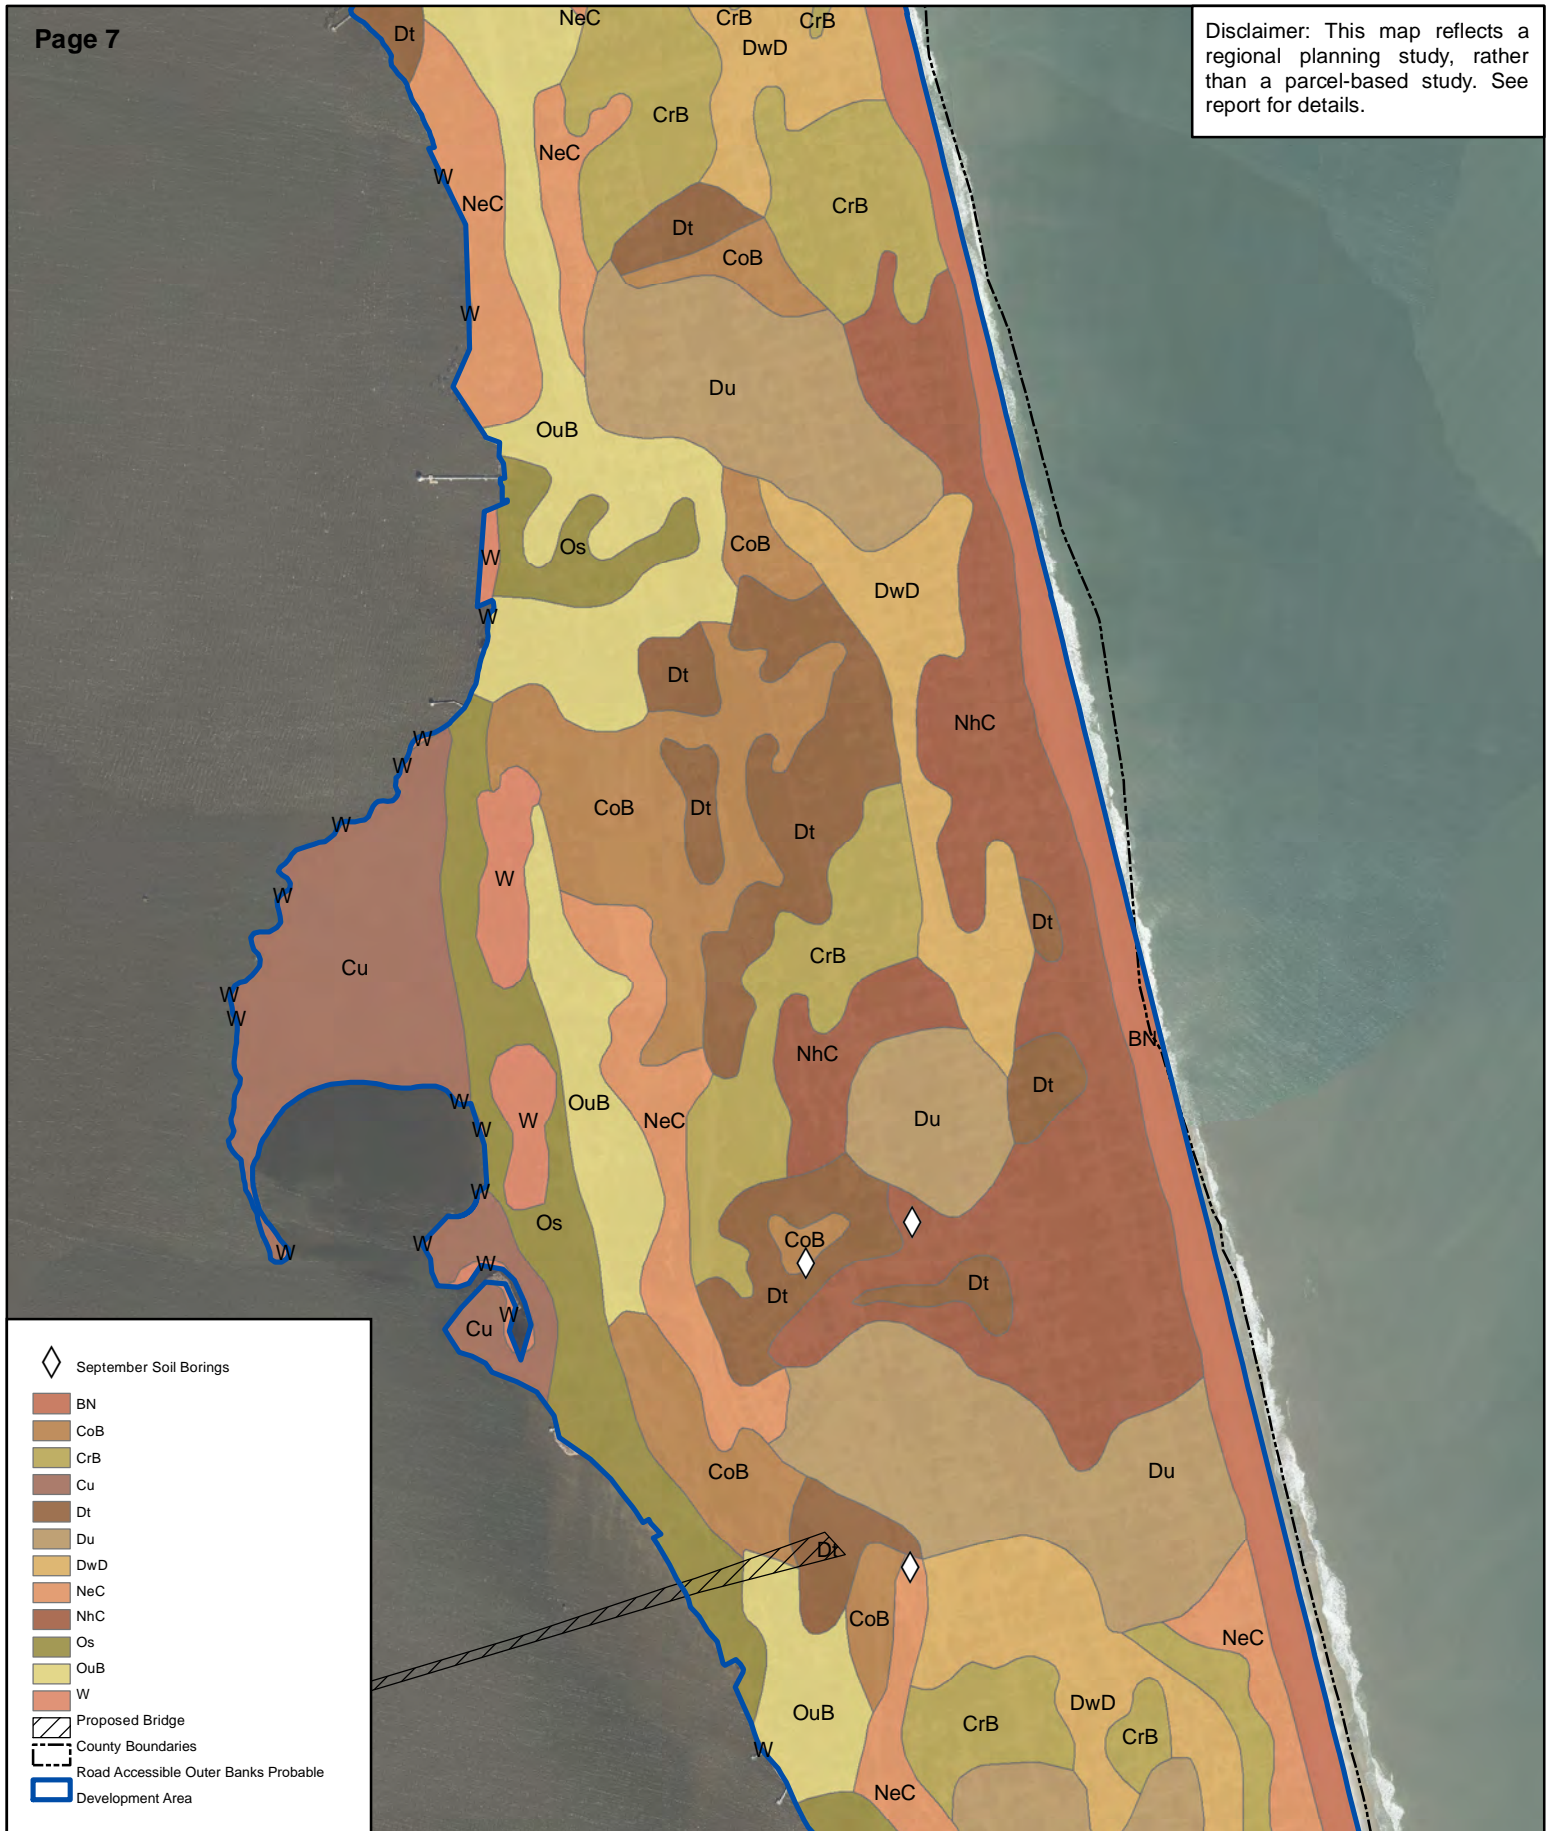 Page 7
Disclaimer: This map reflects a
regional planning study, rather
than a parcel-based study. See
report for details.
NeC
CrB
CrB
Dt
DwD
CrB
NeC
W
NeC
CrB
Dt
CoB
W
Du
OuB
CoB
Os
W
DwD
W
Dt
NhC
W
W
CoB
Dt
W
Dt
W
W
Dt
CrB
Cu
W
W
BN
NhC
Dt
W
OuB
Du
W
NeC
W
W
Os
CoB
W
W
W
Dt
Dt
W
Cu
Du
CoB
Dt
CoB
NeC
DwD
OuB
CrB
CrB
W
NeC
September Soil Borings
BN
CoB
CrB
Cu
Dt
Du
DwD
NeC
NhC
Os
OuB
W
Proposed Bridge
County Boundaries
Road Accessible Outer Banks Probable
Development Area